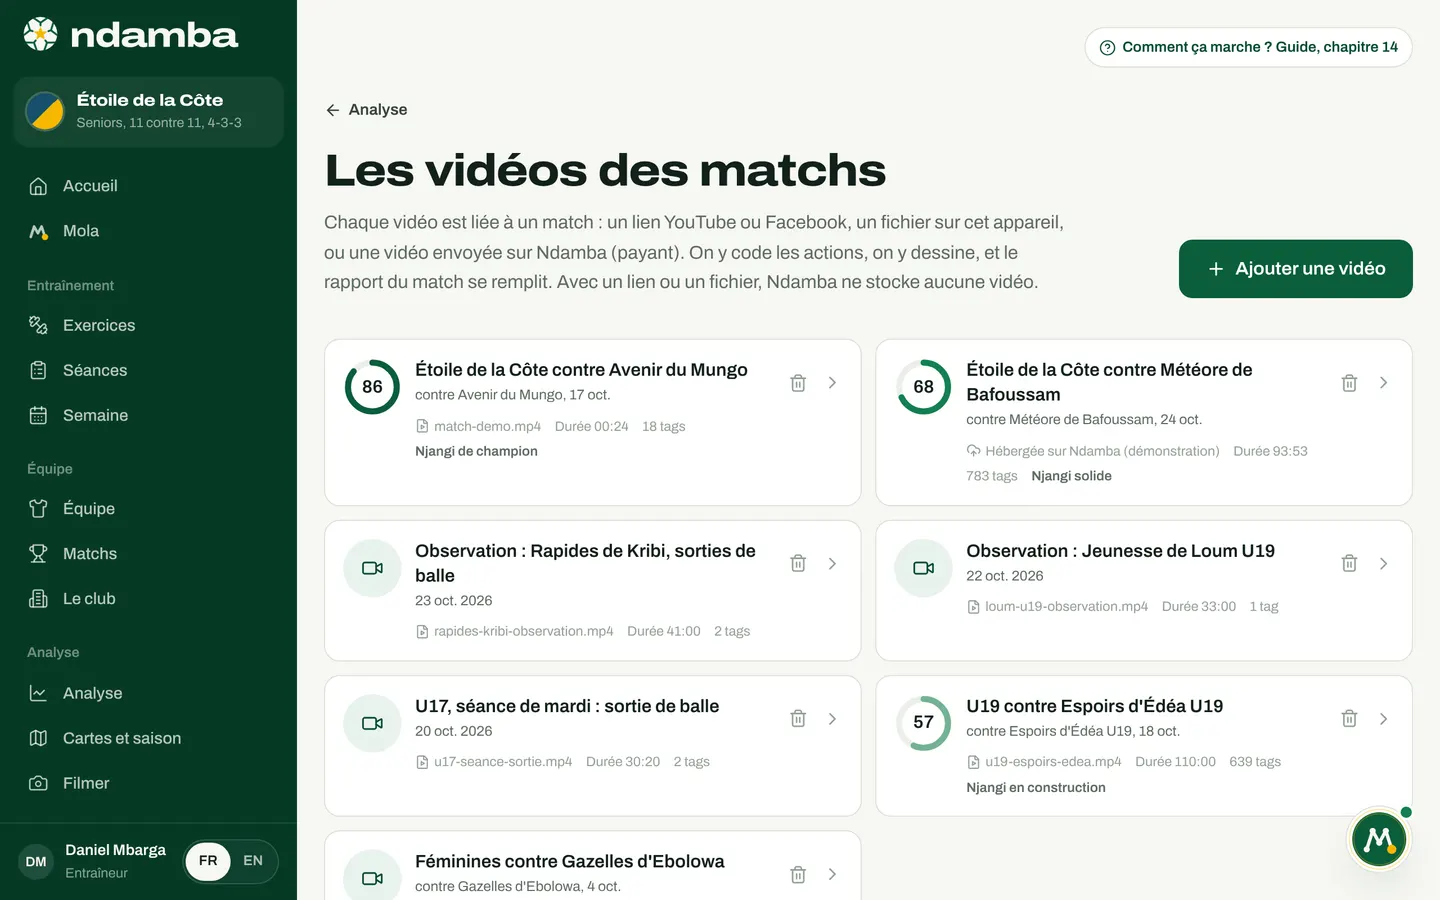 ndamba
Étoile de la Côte
Seniors, 11 contre 11, 4-3-3
Accueil
Mola
Entraînement
Exercices
Séances
Semaine
Équipe
Équipe
Matchs
Le club
Analyse
Analyse
Cartes et saison
Filmer
DM
Daniel Mbarga
Entraîneur
FR
EN
Comment ça marche ? Guide, chapitre 14
Analyse
Les vidéos des matchs
Chaque vidéo est liée à un match : un lien YouTube ou Facebook, un fichier sur cet appareil,
ou une vidéo envoyée sur Ndamba (payant). On y code les actions, on y dessine, et le
rapport du match se remplit. Avec un lien ou un fichier, Ndamba ne stocke aucune vidéo.
Ajouter une vidéo
86
Étoile de la Côte contre Avenir du Mungo
contre Avenir du Mungo, 17 oct.
match-demo.mp4 Durée 00:24 18 tags
Njangi de champion
68
Étoile de la Côte contre Météore de
Bafoussam
contre Météore de Bafoussam, 24 oct.
Hébergée sur Ndamba (démonstration) Durée 93:53
783 tags Njangi solide
Observation : Rapides de Kribi, sorties de
balle
23 oct. 2026
rapides-kribi-observation.mp4 Durée 41:00 2 tags
Observation : Jeunesse de Loum U19
22 oct. 2026
loum-u19-observation.mp4 Durée 33:00 1 tag
U17, séance de mardi : sortie de balle
20 oct. 2026
u17-seance-sortie.mp4 Durée 30:20 2 tags
57
U19 contre Espoirs d'Édéa U19
contre Espoirs d'Édéa U19, 18 oct.
u19-espoirs-edea.mp4 Durée 110:00 639 tags
Njangi en construction
Féminines contre Gazelles d'Ebolowa
contre Gazelles d'Ebolowa, 4 oct.